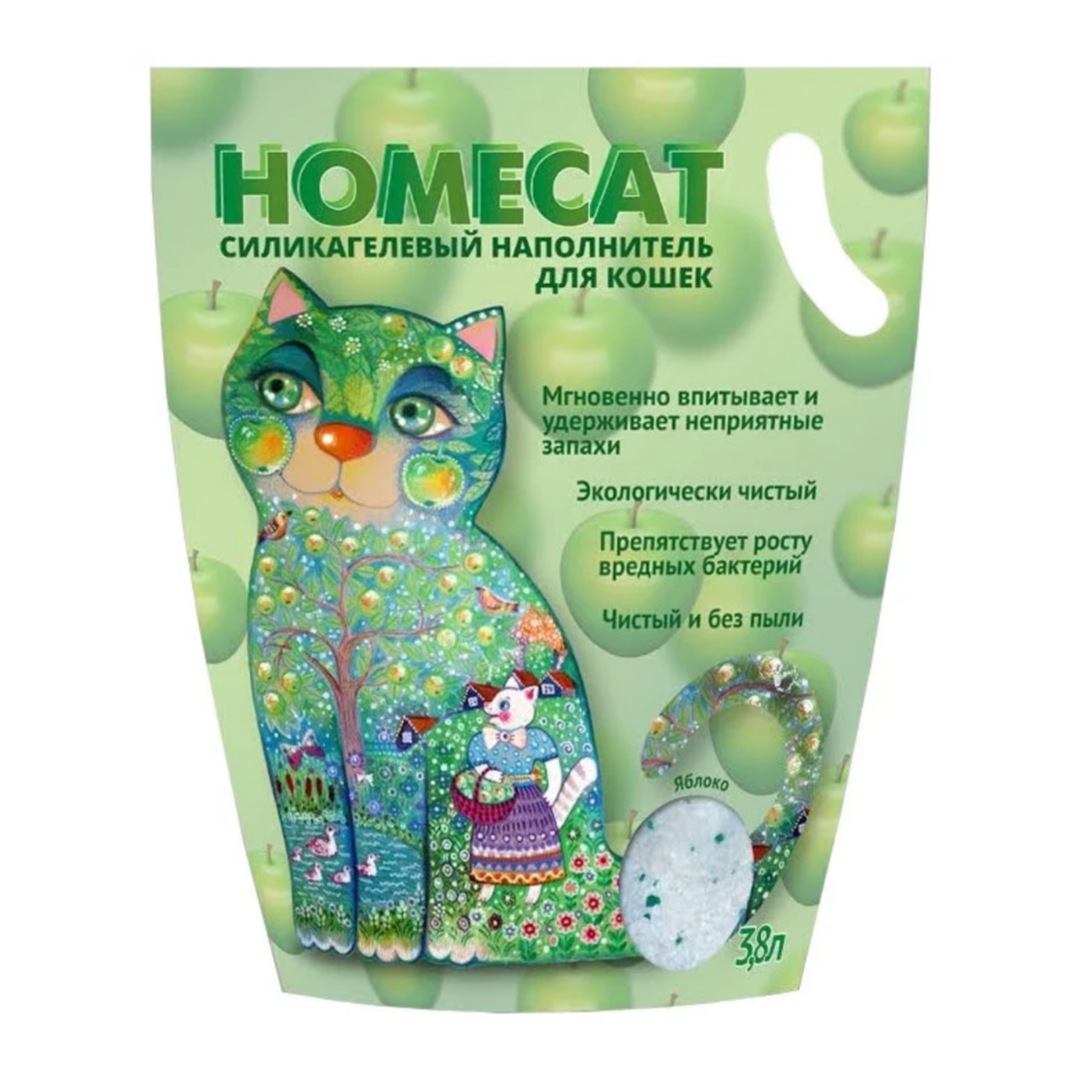 HOMECAT
СИЛИКАГЕЛЕВЫЙ НАПОЛНИТЕЛЬ
ДЛЯ КОШЕК
Мгновенно впитывает и
удерживает неприятные
запахи
Экологически чистый
Препятствует росту
вредных бактерий
Чистый и без пыли
Яблоко
3,8л